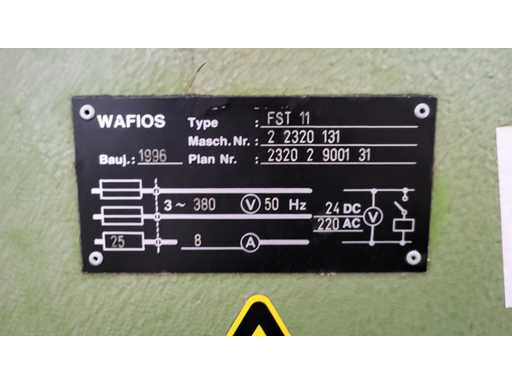 WAFIOS Type FST 11
Masch. Nr.: 2 2320 131
Bauj.: 1996 Plan Nr. 2320 2 9001 31
3 ~ 380 V 50 Hz
24 DC
220 AC V
25 8 A